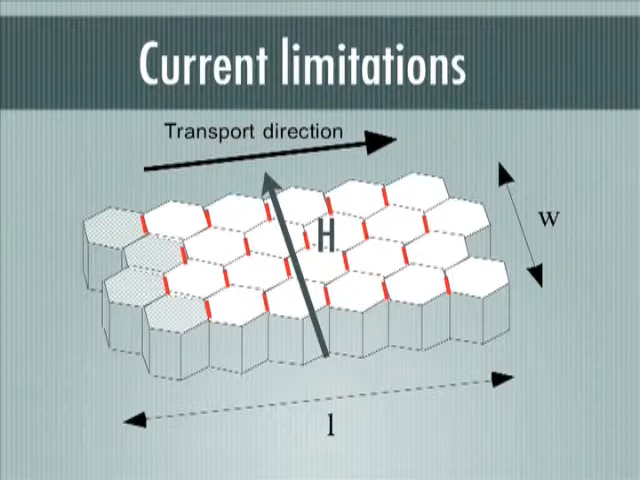 Current limitations
Transport direction
H
w
l